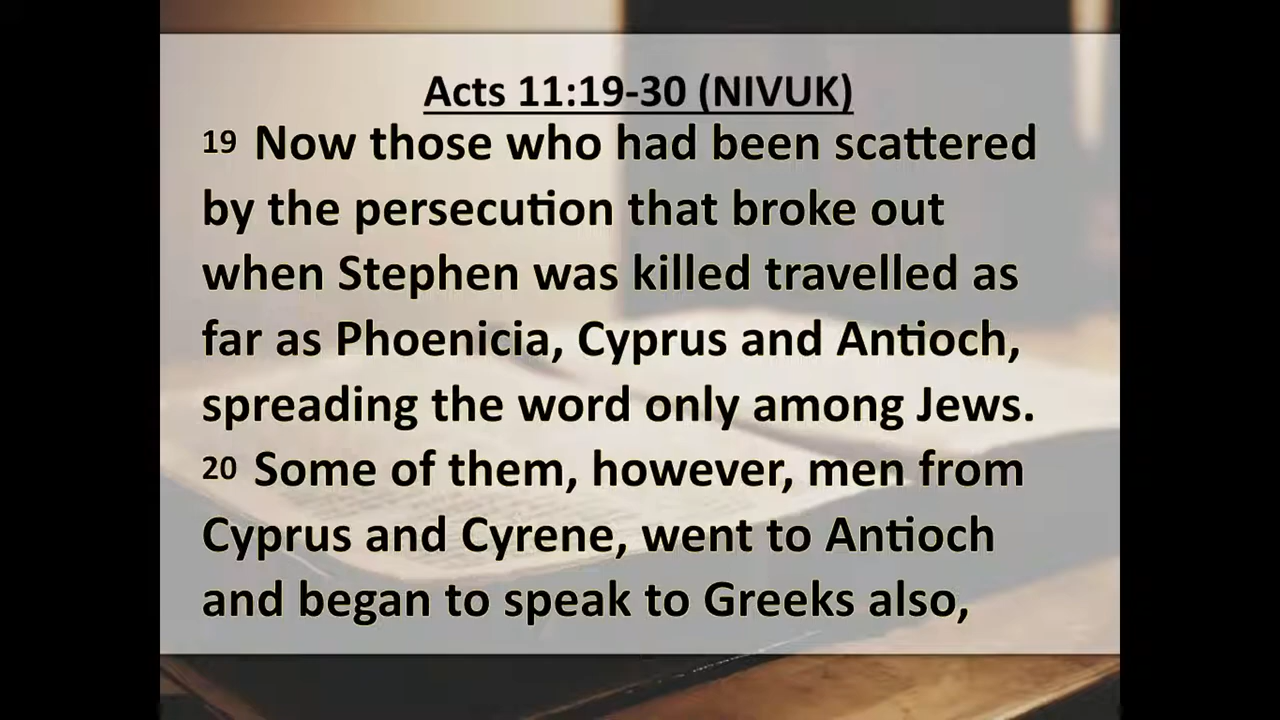 Acts 11:19-30 (NIVUK)
19 Now those who had been scattered
by the persecution that broke out
when Stephen was killed travelled as
far as Phoenicia, Cyprus and Antioch,
spreading the word only among Jews.
20 Some of them, however, men from
Cyprus and Cyrene, went to Antioch
and began to speak to Greeks also,